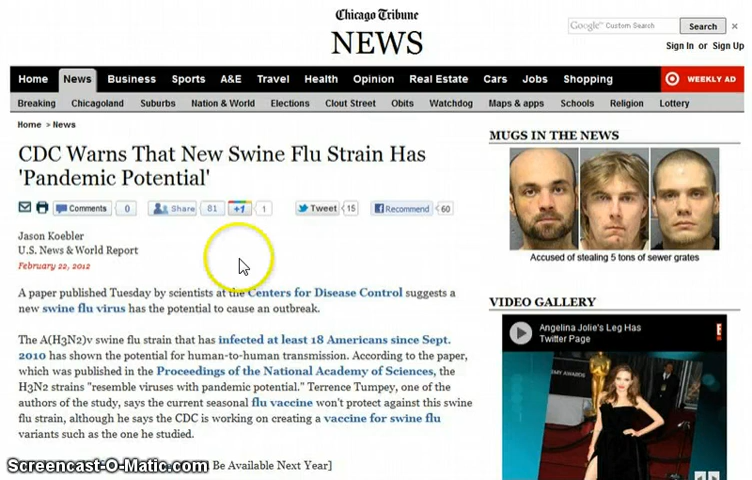 Chicago Tribune
NEWS
Google™ Custom Search
Search
×
Sign In or Sign Up
Home News Business Sports A&E Travel Health Opinion Real Estate Cars Jobs Shopping
WEEKLY AD
Breaking Chicagoland Suburbs Nation & World Elections Clout Street Obits Watchdog Maps & apps Schools Religion Lottery
Home > News
CDC Warns That New Swine Flu Strain Has
'Pandemic Potential'
Comments 0 Share 81 +1 1 Tweet 15 Recommend 60
Jason Koebler
U.S. News & World Report
February 22, 2012
A paper published Tuesday by scientists at the Centers for Disease Control suggests a
new swine flu virus has the potential to cause an outbreak.
The A(H3N2)v swine flu strain that has infected at least 18 Americans since Sept.
2010 has shown the potential for human-to-human transmission. According to the paper,
which was published in the Proceedings of the National Academy of Sciences, the
H3N2 strains "resemble viruses with pandemic potential." Terrence Tumpey, one of the
authors of the study, says the current seasonal flu vaccine won't protect against this swine
flu strain, although he says the CDC is working on creating a vaccine for swine flu
variants such as the one he studied.
Be Available Next Year]
MUGS IN THE NEWS
Accused of stealing 5 tons of sewer grates
VIDEO GALLERY
Angelina Jolie's Leg Has
Twitter Page
E
Screencast-O-Matic.com